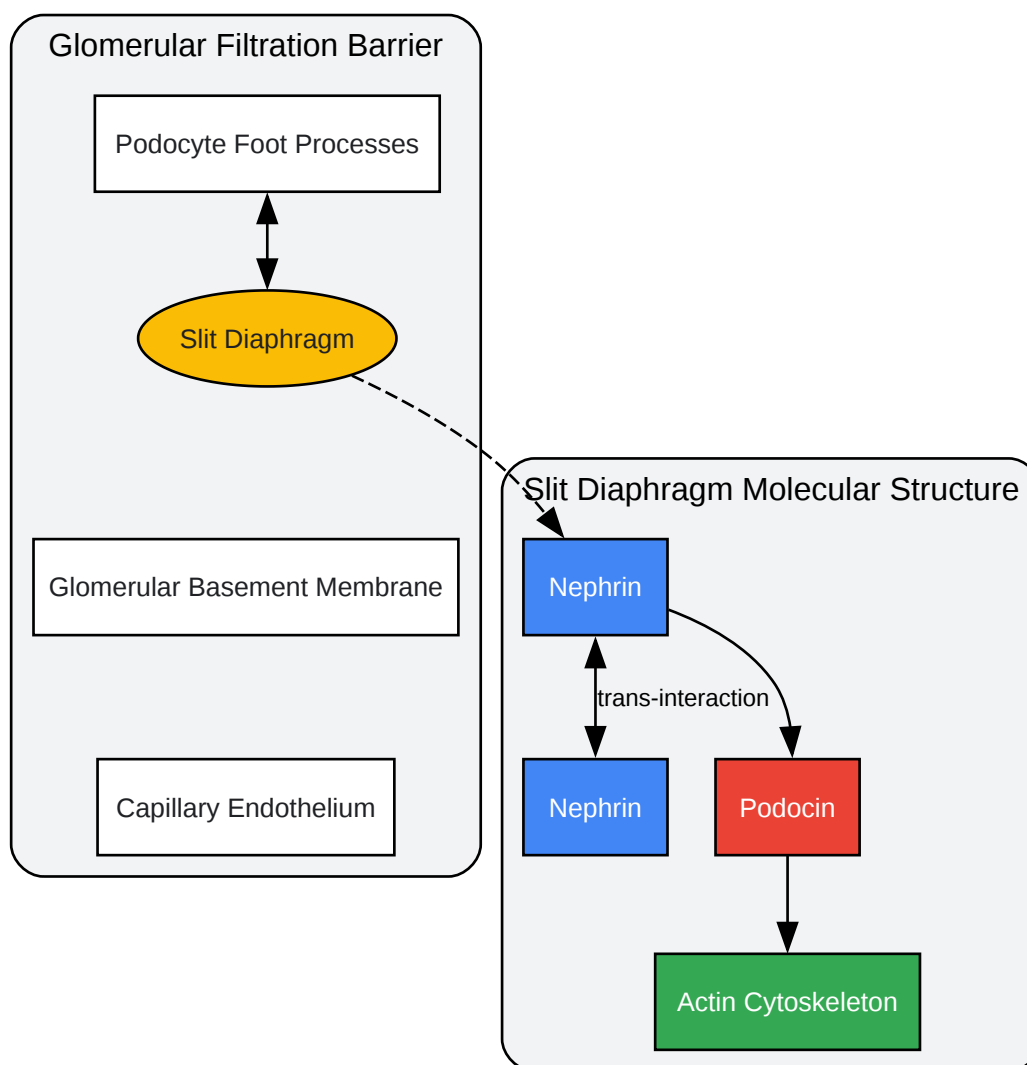 Glomerular Filtration Barrier
Podocyte Foot Processes
Slit Diaphragm
Glomerular Basement Membrane
Capillary Endothelium
Slit Diaphragm Molecular Structure
Nephrin
trans-interaction
Nephrin
Podocin
Actin Cytoskeleton